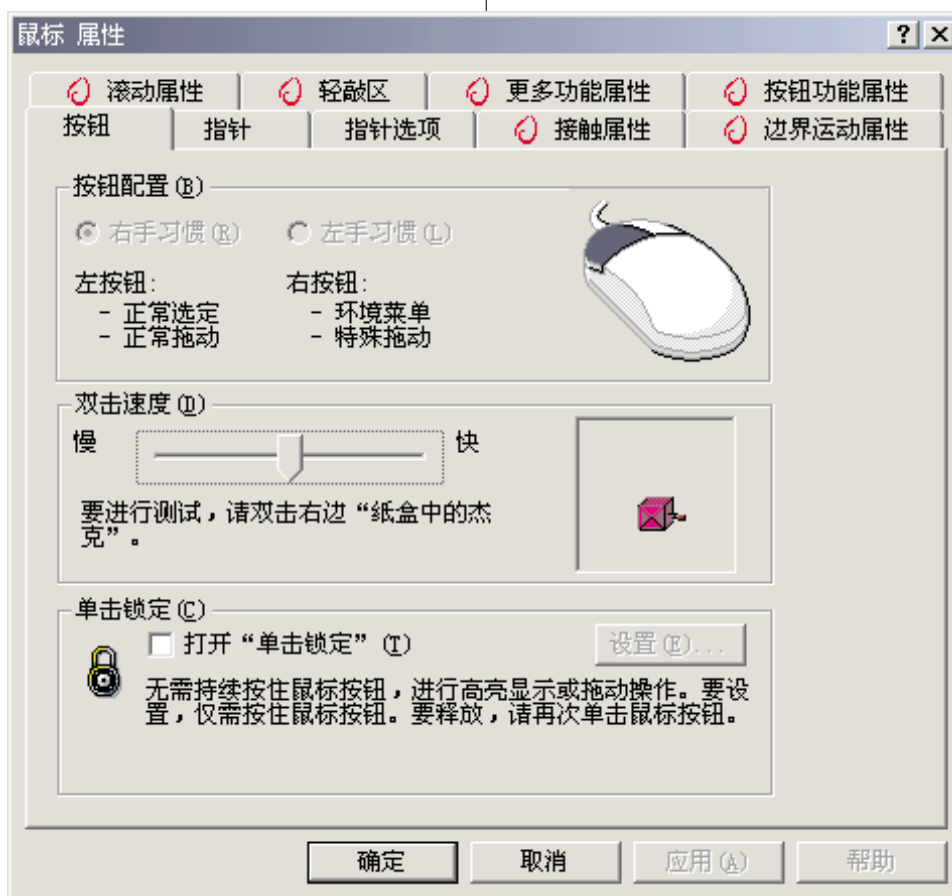 鼠标 属性
滚动属性 轻敲区 更多功能属性 按钮功能属性
按钮 指针 指针选项 接触属性 边界运动属性
按钮配置(B)
右手习惯(R) 左手习惯(L)
左按钮: 右按钮:
- 正常选定 - 环境菜单
- 正常拖动 - 特殊拖动
双击速度(D)
慢 快
要进行测试，请双击右边“纸盒中的杰
克”。
单击锁定(C)
打开“单击锁定”(T) 设置(E)...
无需持续按住鼠标按钮，进行高亮显示或拖动操作。要设
置，仅需按住鼠标按钮。要释放，请再次单击鼠标按钮。
确定 取消 应用(A) 帮助